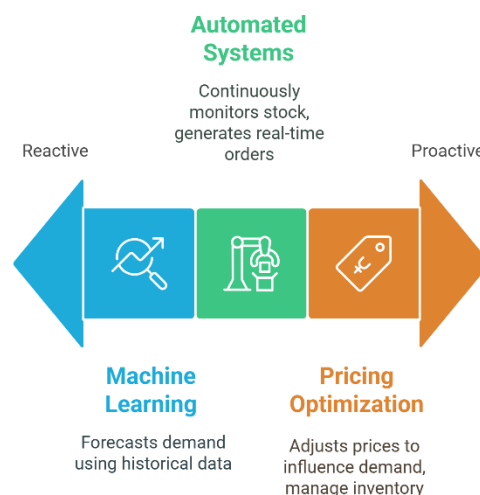 Automated
Systems
Continuously
monitors stock,
generates real-time
orders
Reactive
Proactive
Machine
Learning
Forecasts demand
using historical data
Pricing
Optimization
Adjusts prices to
influence demand,
manage inventory